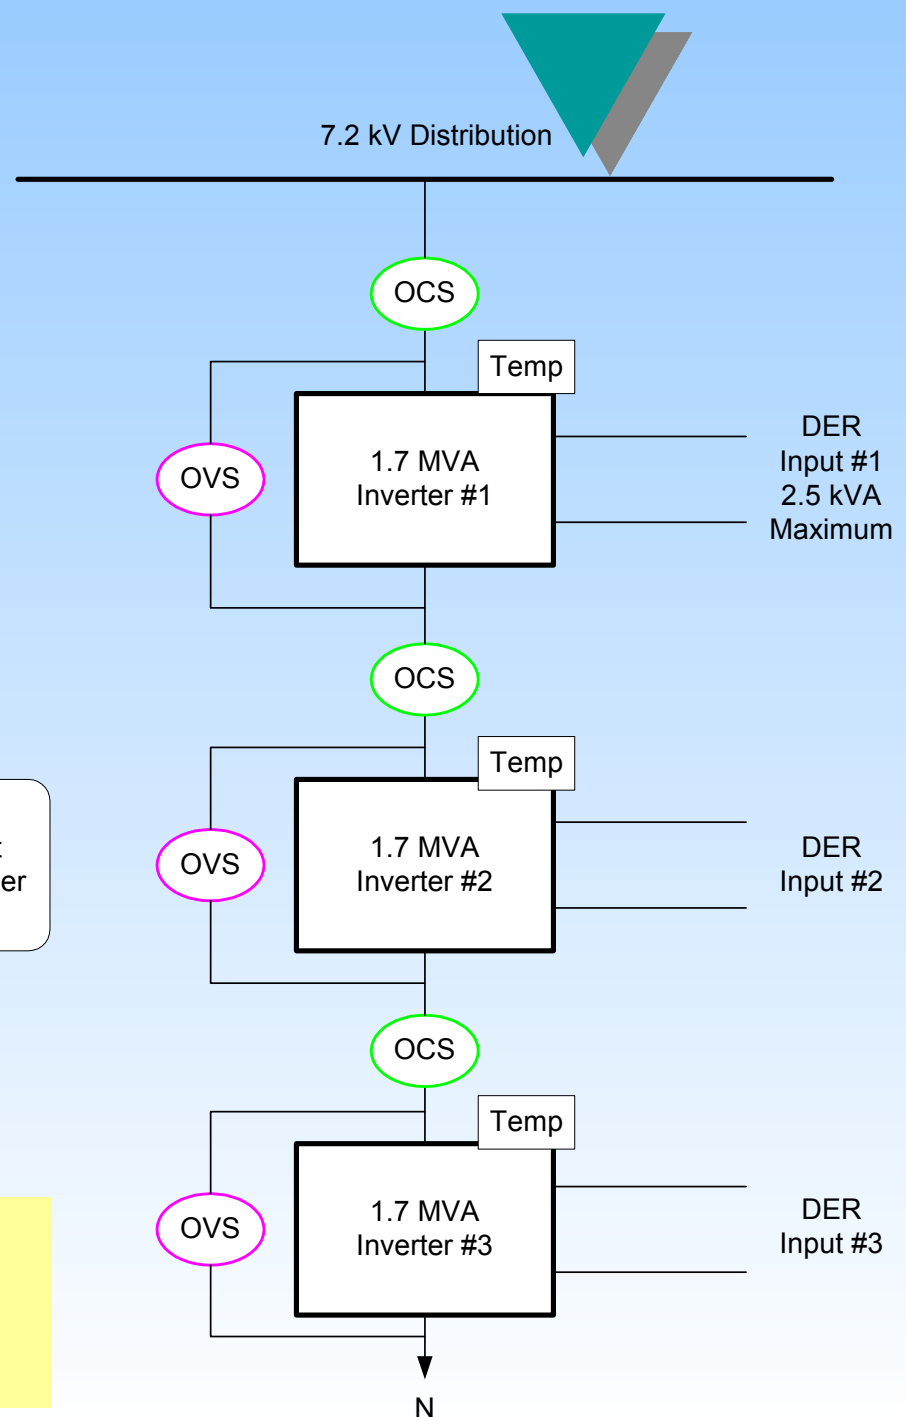 7.2 kV Distribution
OCS
Temp
OVS
1.7 MVA
Inverter #1
DER
Input #1
2.5 kVA
Maximum
OCS
Temp
OVS
1.7 MVA
Inverter #2
DER
Input #2
er
OCS
Temp
OVS
1.7 MVA
Inverter #3
DER
Input #3
N